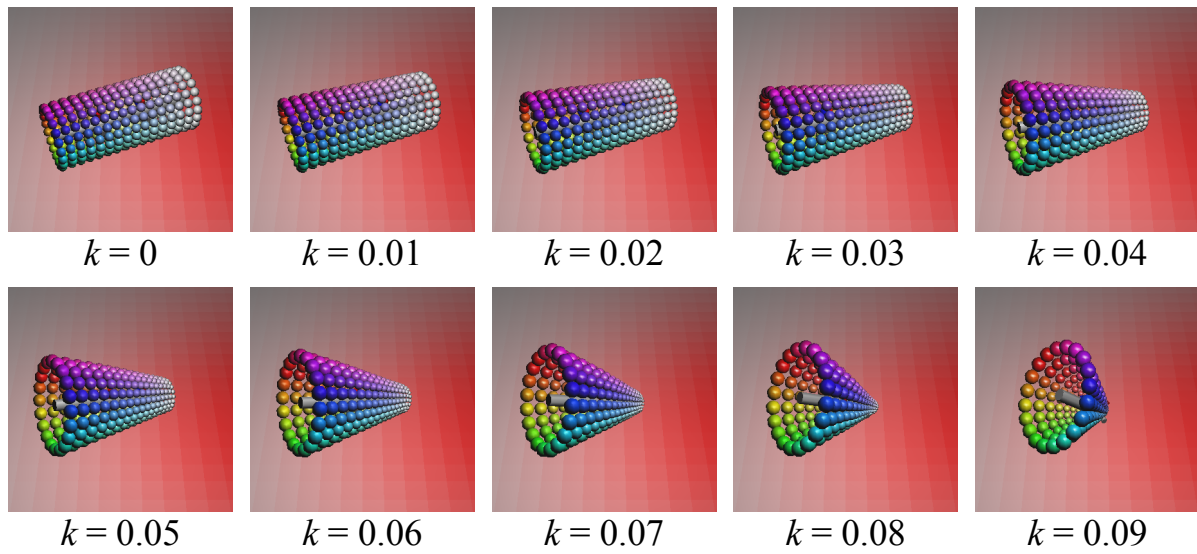 k = 0
k = 0.01
k = 0.02
k = 0.03
k = 0.04
k = 0.05
k = 0.06
k = 0.07
k = 0.08
k = 0.09